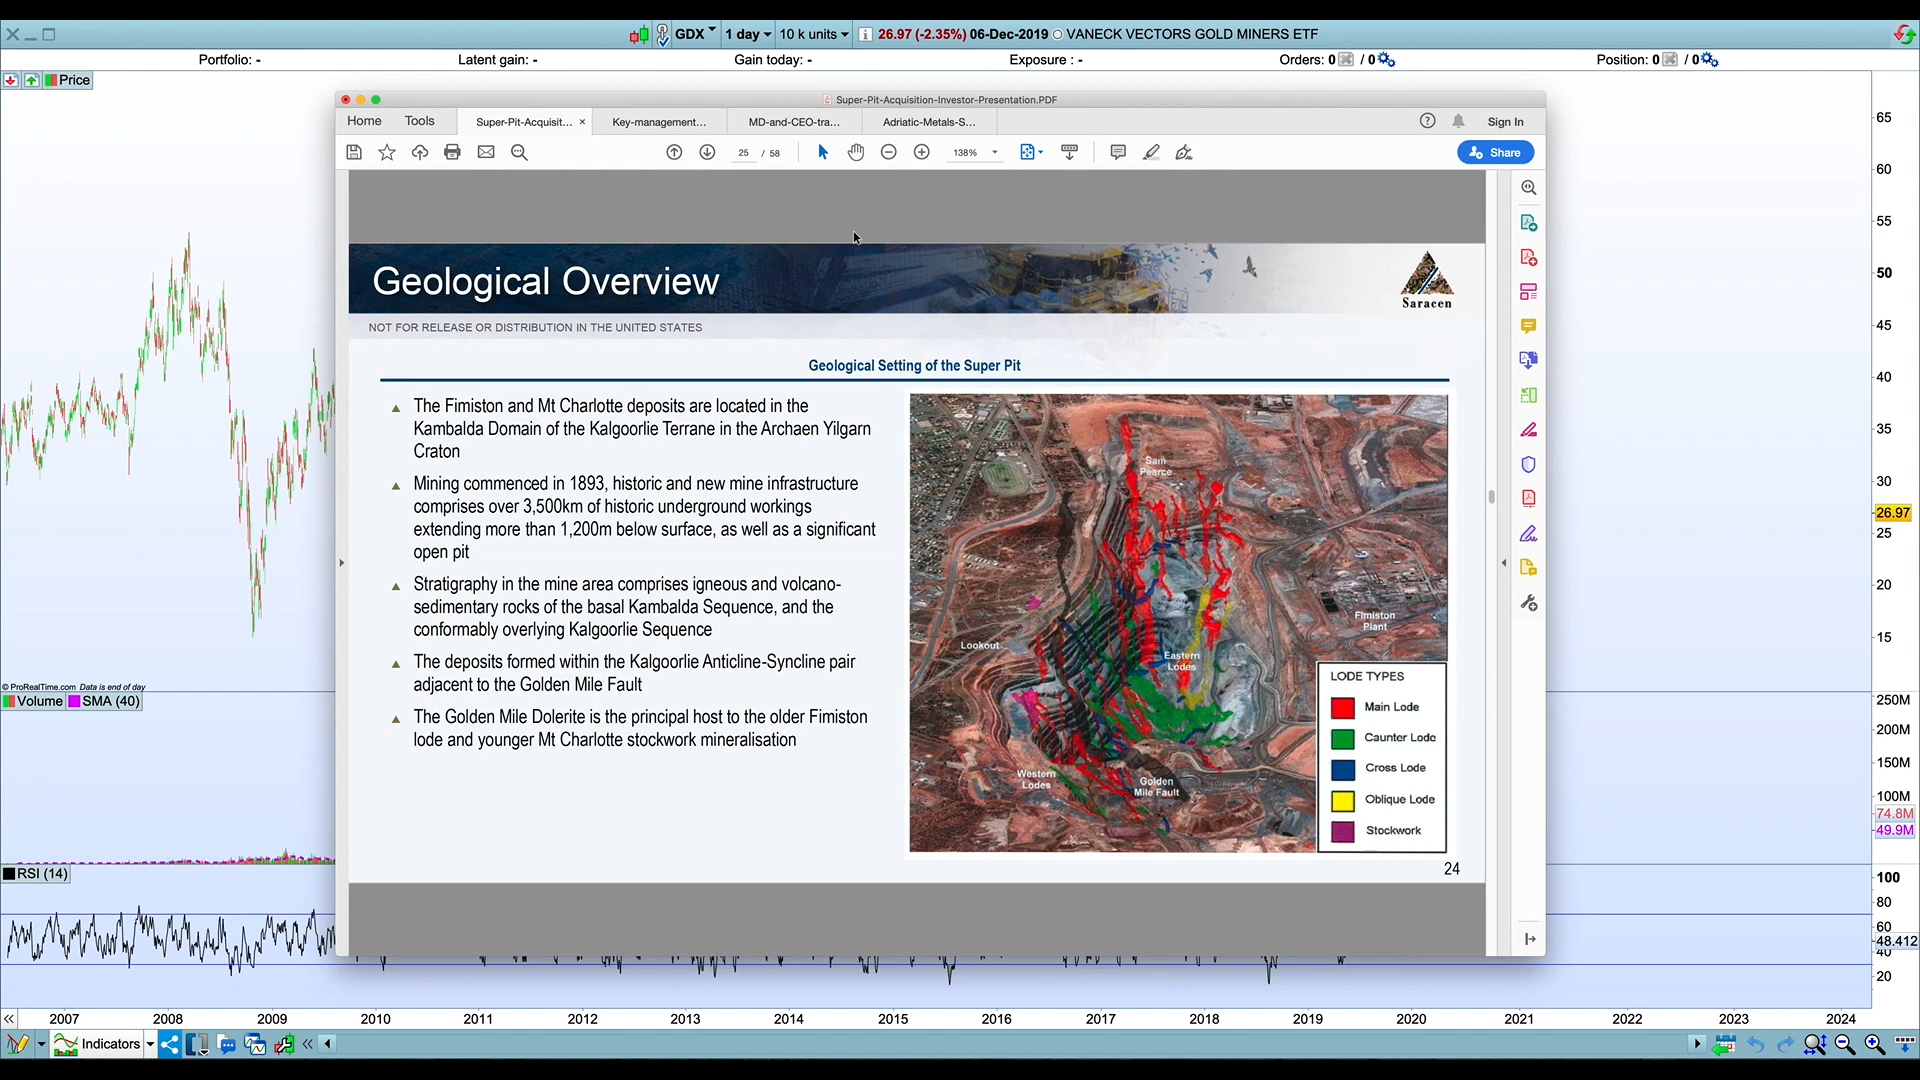 GDX 1 day 10 k units 26.97 (-2.35%) 06-Dec-2019 VANECK VECTORS GOLD MINERS ETF
Portfolio: - Latent gain: - Gain today: - Exposure : - Orders: 0 / 0 Position: 0 / 0
Price
Super-Pit-Acquisition-Investor-Presentation.PDF
Home Tools Super-Pit-Acquisit... × Key-management... MD-and-CEO-tra... Adriatic-Metals-S... Sign In
25 / 58 138% Share
Geological Overview
Saracen
NOT FOR RELEASE OR DISTRIBUTION IN THE UNITED STATES
Geological Setting of the Super Pit
The Fimiston and Mt Charlotte deposits are located in the
Kambalda Domain of the Kalgoorlie Terrane in the Archaen Yilgarn
Craton
Mining commenced in 1893, historic and new mine infrastructure
comprises over 3,500km of historic underground workings
extending more than 1,200m below surface, as well as a significant
open pit
Stratigraphy in the mine area comprises igneous and volcano-
sedimentary rocks of the basal Kambalda Sequence, and the
conformably overlying Kalgoorlie Sequence
The deposits formed within the Kalgoorlie Anticline-Syncline pair
adjacent to the Golden Mile Fault
The Golden Mile Dolerite is the principal host to the older Fimiston
lode and younger Mt Charlotte stockwork mineralisation
Sam
Pearce
Fimiston
Plant
Lookout
Eastern
Lodes
Western
Lodes
Golden
Mile Fault
LODE TYPES
Main Lode
Caunter Lode
Cross Lode
Oblique Lode
Stockwork
24
65
60
55
50
45
40
35
30
26.97
25
20
15
© ProRealTime.com Data is end of day
Volume SMA (40)
250M
200M
150M
100M
74.8M
49.9M
RSI (14)
100
80
60
48.412
40
20
2007 2008 2009 2010 2011 2012 2013 2014 2015 2016 2017 2018 2019 2020 2021 2022 2023 2024
Indicators